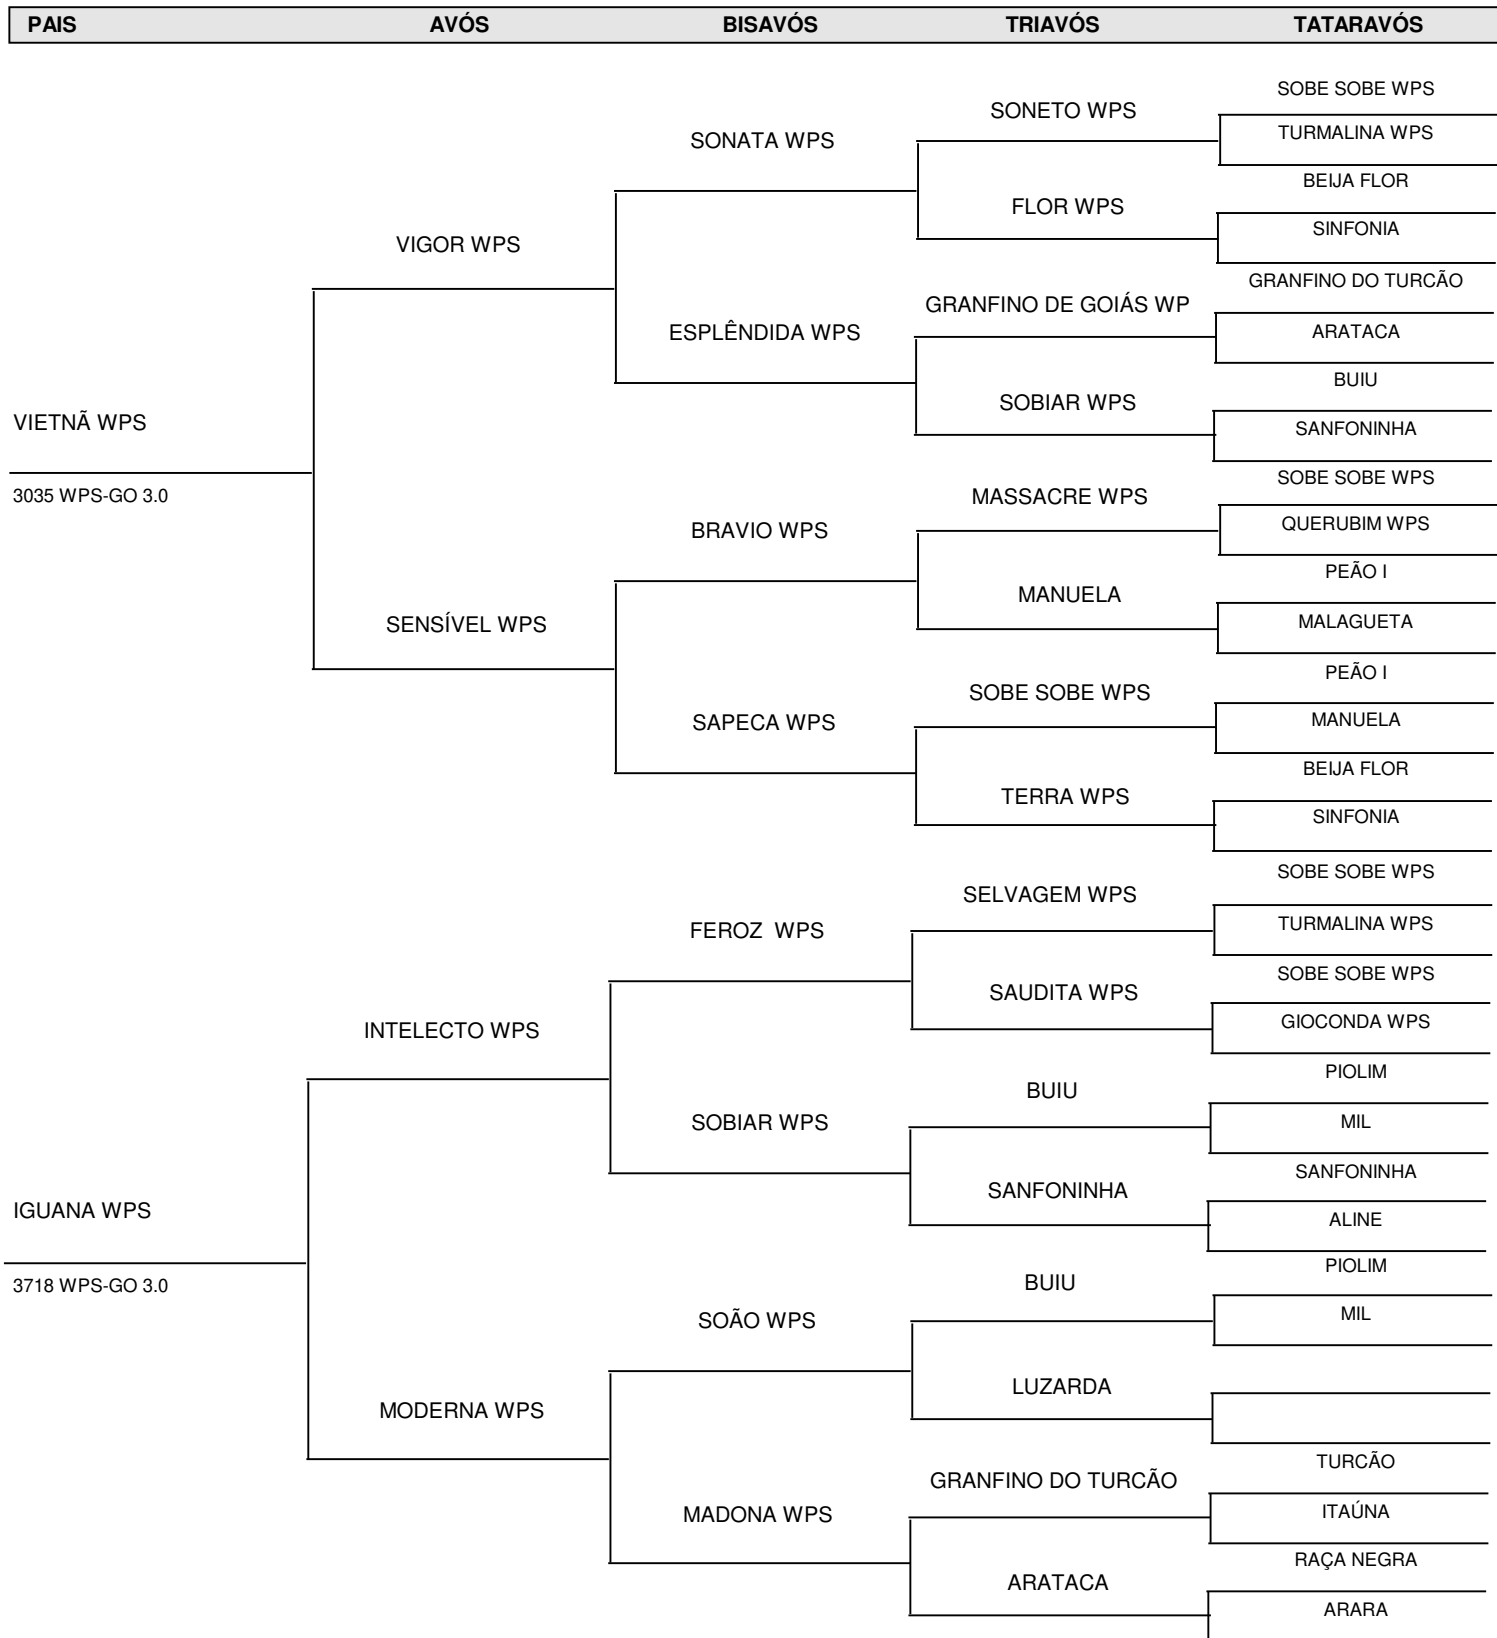 PAIS AVÓS BISAVÓS TRIAVÓS TATARAVÓS
SOBE SOBE WPS
SONETO WPS
TURMALINA WPS
SONATA WPS
BEIJA FLOR
FLOR WPS
SINFONIA
VIGOR WPS
GRANFINO DO TURCÃO
GRANFINO DE GOIÁS WP
ARATACA
ESPLÊNDIDA WPS
BUIU
SOBIAR WPS
SANFONINHA
VIETNÃ WPS
3035 WPS-GO 3.0
SOBE SOBE WPS
MASSACRE WPS
QUERUBIM WPS
BRAVIO WPS
PEÃO I
MANUELA
MALAGUETA
SENSÍVEL WPS
PEÃO I
SOBE SOBE WPS
MANUELA
SAPECA WPS
BEIJA FLOR
TERRA WPS
SINFONIA
SOBE SOBE WPS
SELVAGEM WPS
TURMALINA WPS
FEROZ WPS
SOBE SOBE WPS
SAUDITA WPS
GIOCONDA WPS
INTELECTO WPS
PIOLIM
BUIU
MIL
SOBIAR WPS
SANFONINHA
SANFONINHA
ALINE
IGUANA WPS
3718 WPS-GO 3.0
PIOLIM
BUIU
MIL
SOÃO WPS
LUZARDA
MODERNA WPS
TURCÃO
GRANFINO DO TURCÃO
ITAÚNA
MADONA WPS
RAÇA NEGRA
ARATACA
ARARA